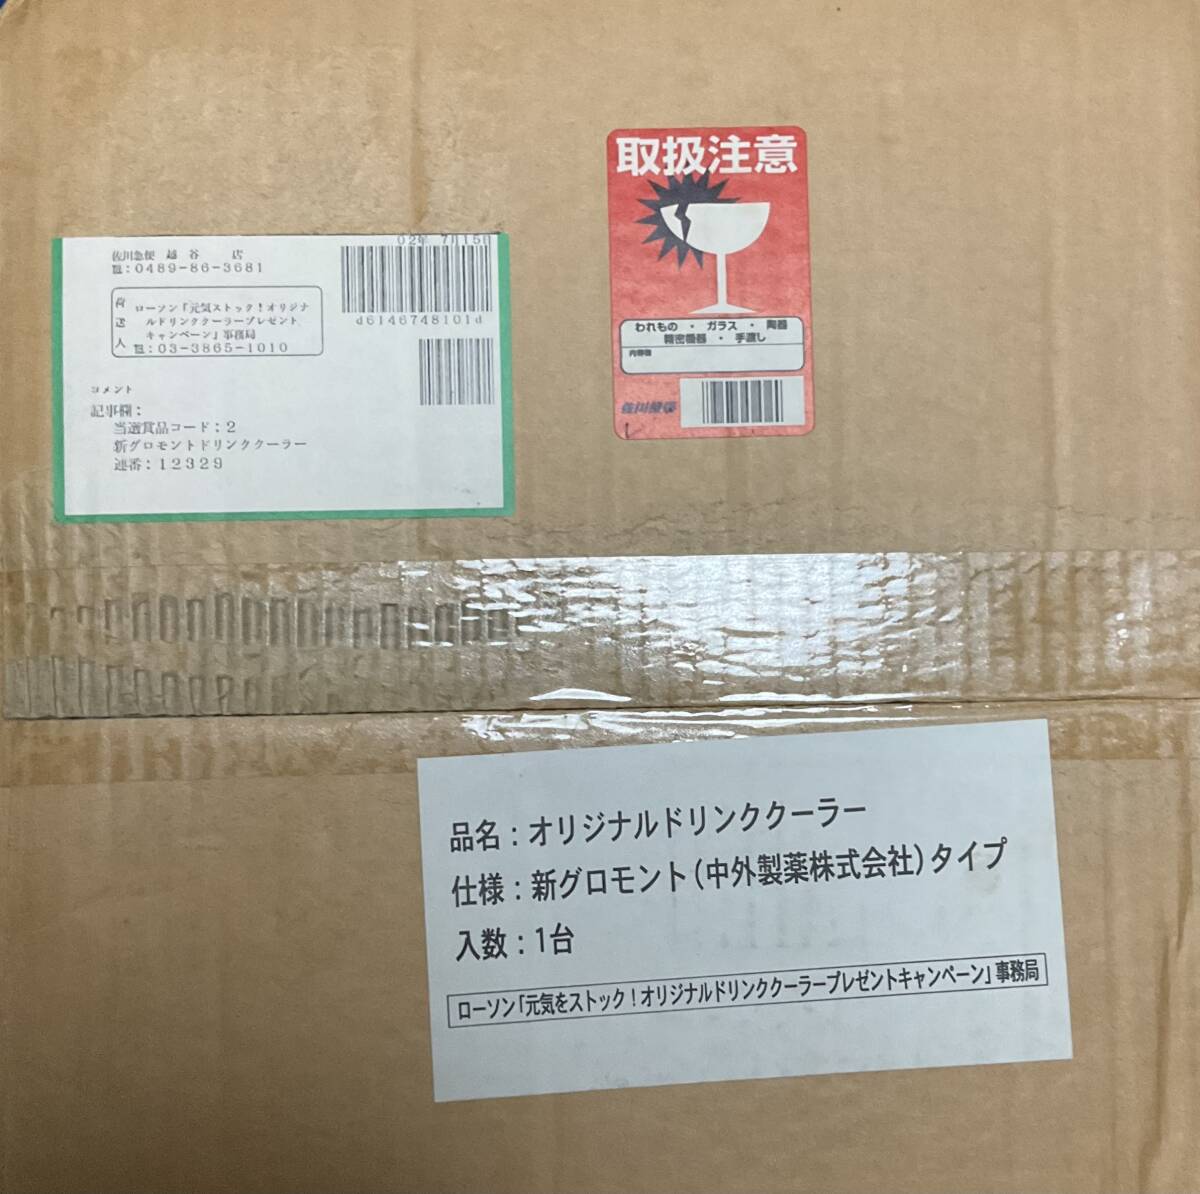 佐川急便 越 谷 店
☎:0489-86-3681
02年 7月15日
荷送人
ローソン「元気ストック!オリジナ
ルドリンククーラープレゼント
キャンペーン」事務局
☎:03-3865-1010
d6146748101d
コメント
記事欄:
当選賞品コード:2
新グロモントドリンククーラー
連番:12329
取扱注意
われもの ・ ガラス ・ 陶器
精密機器 ・ 手渡し
佐川急便
品名:オリジナルドリンククーラー
仕様:新グロモント(中外製薬株式会社)タイプ
入数:1台
ローソン「元気をストック!オリジナルドリンククーラープレゼントキャンペーン」事務局